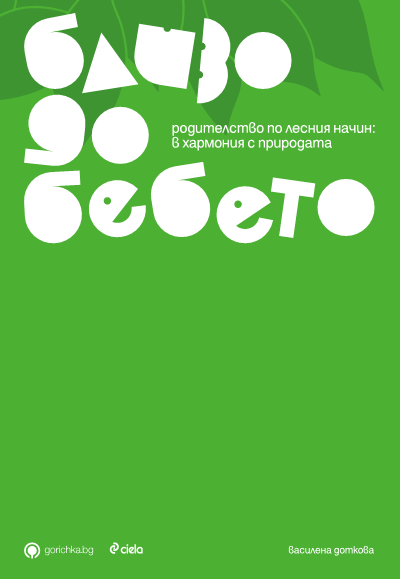 близо
до
родителство по лесния начин:
в хармония с природата
бебето
gorichka.bg
ciela
василена доткова